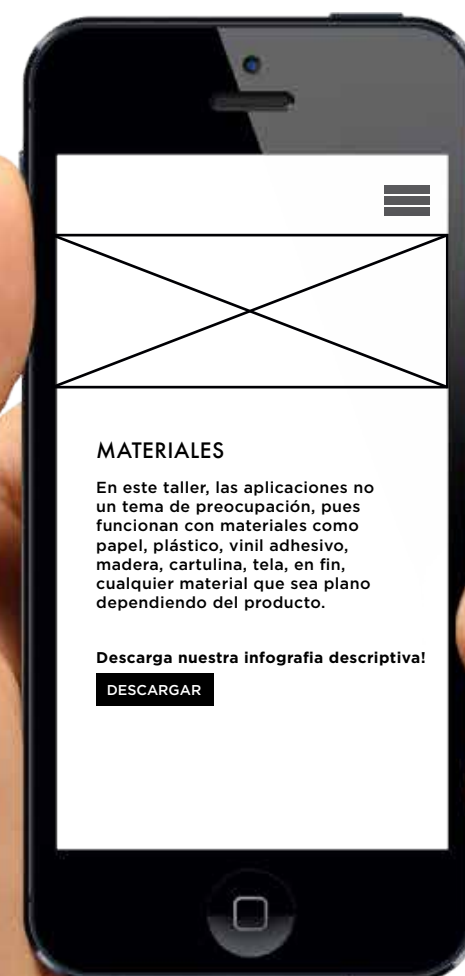 MATERIALES
En este taller, las aplicaciones no
un tema de preocupación, pues
funcionan con materiales como
papel, plástico, vinil adhesivo,
madera, cartulina, tela, en fin,
cualquier material que sea plano
dependiendo del producto.
Descarga nuestra infografia descriptiva!
DESCARGAR